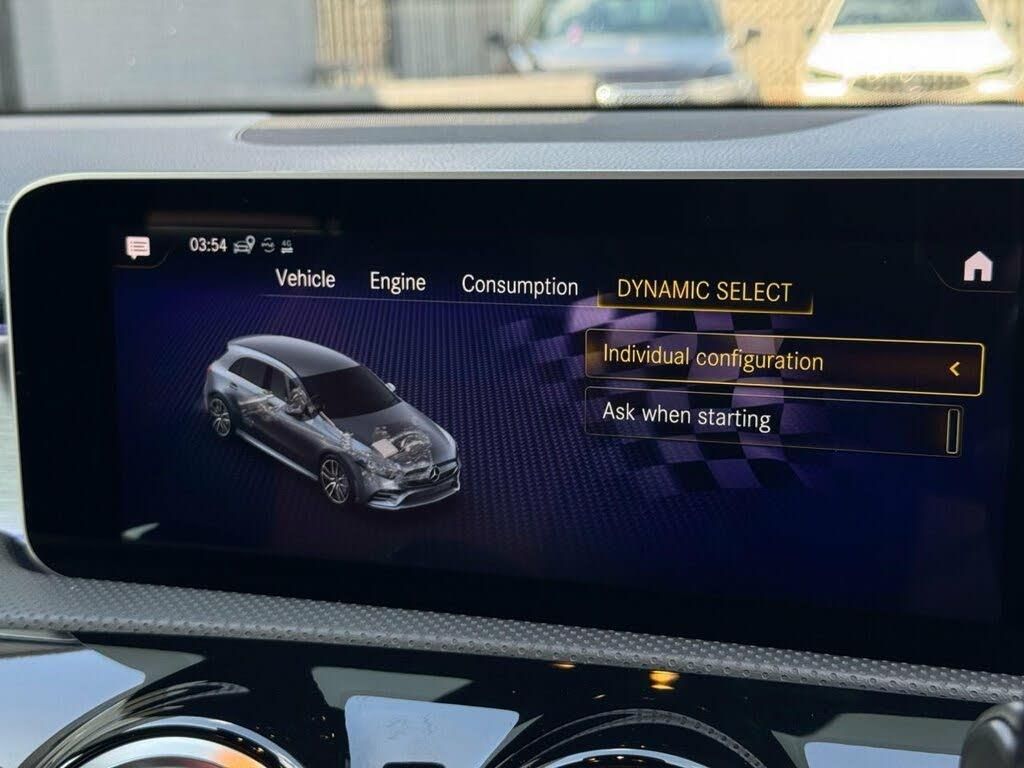 03:54 4G
Vehicle Engine Consumption DYNAMIC SELECT
Individual configuration
Ask when starting